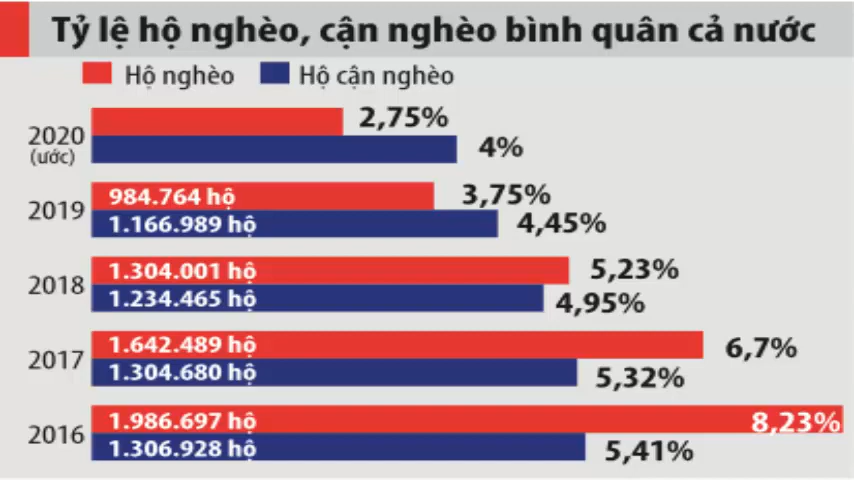 Tỷ lệ hộ nghèo, cận nghèo bình quân cả nước
Hộ nghèo Hộ cận nghèo
2020 2,75%
(ước) 4%
2019 984.764 hộ 3,75%
1.166.989 hộ 4,45%
2018 1.304.001 hộ 5,23%
1.234.465 hộ 4,95%
2017 1.642.489 hộ 6,7%
1.304.680 hộ 5,32%
2016 1.986.697 hộ 8,23%
1.306.928 hộ 5,41%